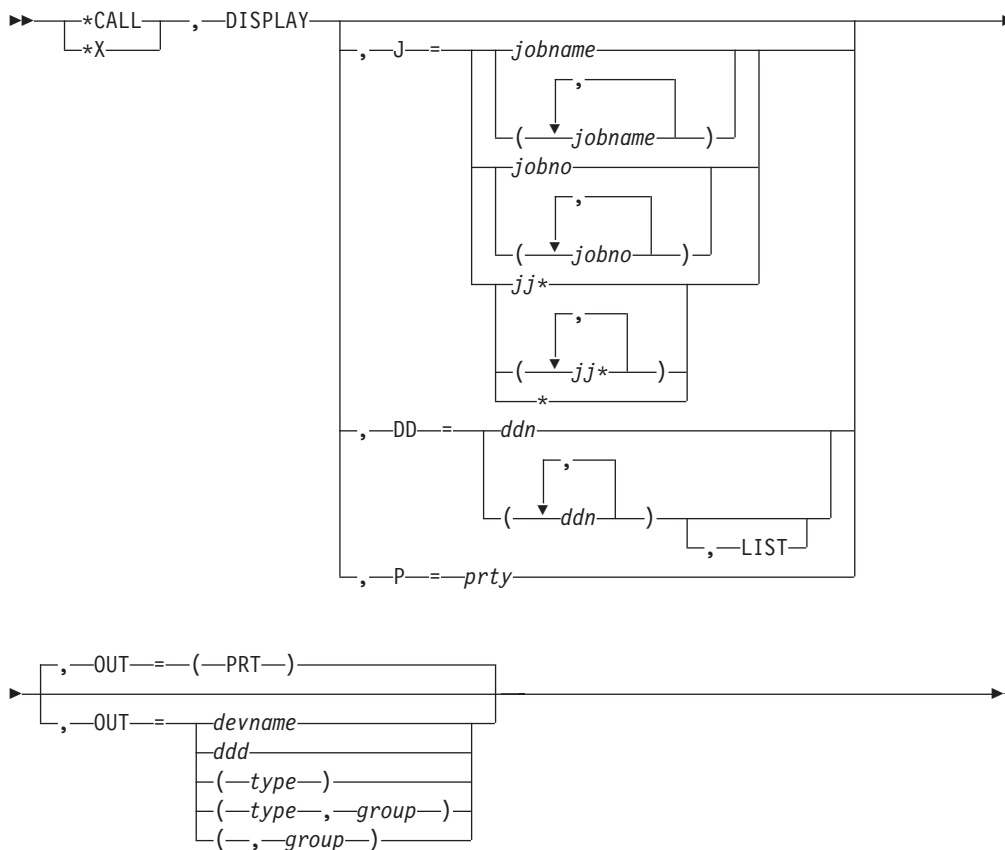 *CALL , DISPLAY
*X
, J = jobname
,
( jobname )
jobno
,
( jobno )
jj*
,
( jj* )
*
, DD = ddn
,
( ddn )
, LIST
, P = prty
, OUT = ( PRT )
, OUT = devname
ddd
( type )
( type , group )
( , group )